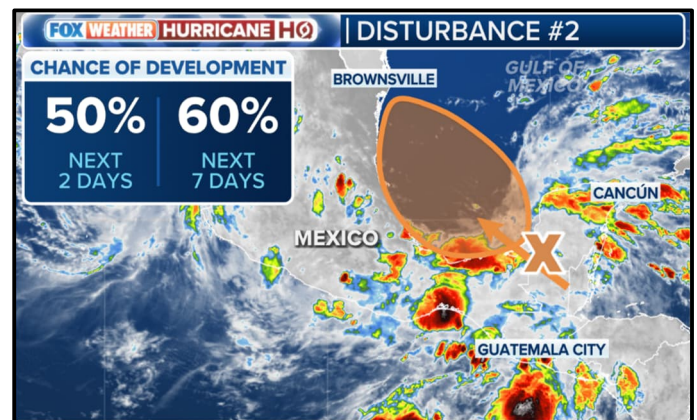 FOX WEATHER HURRICANE HQ
DISTURBANCE #2
CHANCE OF DEVELOPMENT
50% 60%
NEXT NEXT
2 DAYS 7 DAYS
BROWNSVILLE
GULF OF
MEXICO
CANCÚN
MEXICO
X
GUATEMALA CITY